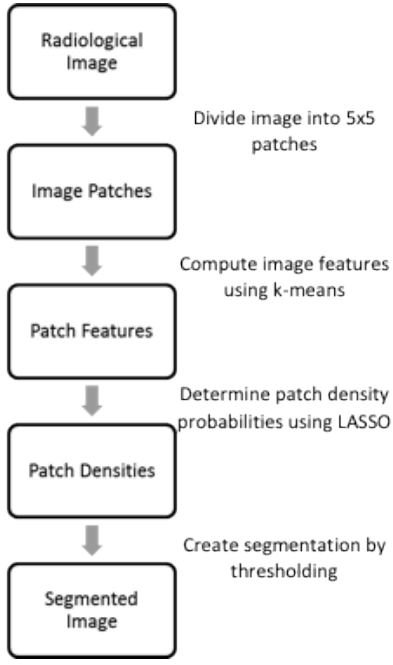 Radiological
Image
Divide image into 5x5
patches
Image Patches
Compute image features
using k-means
Patch Features
Determine patch density
probabilities using LASSO
Patch Densities
Create segmentation by
thresholding
Segmented
Image